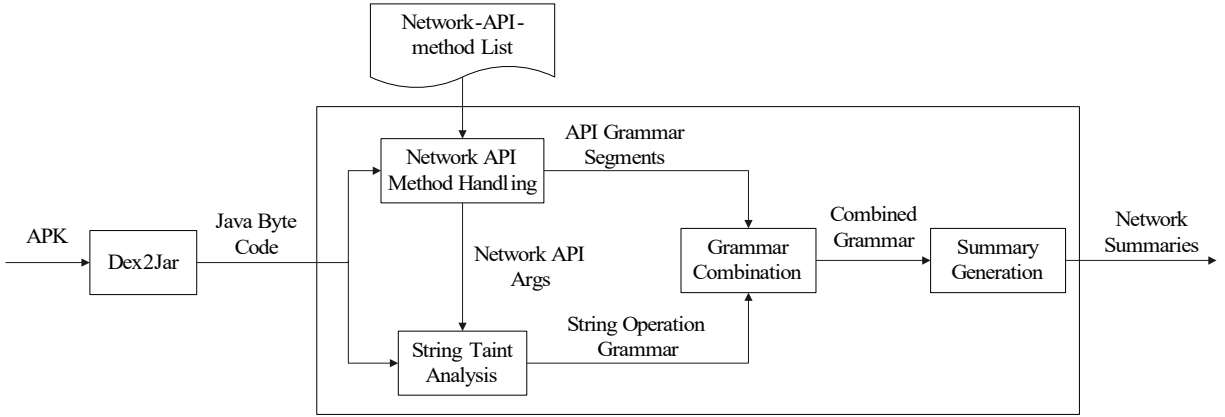 Network-API-
method List
API Grammar
Segments
Network API
Method Handling
Java Byte
Code
APK
Dex2Jar
Network API
Args
Grammar
Combination
Combined
Grammar
Summary
Generation
Network
Summaries
String Operation
Grammar
String Taint
Analysis